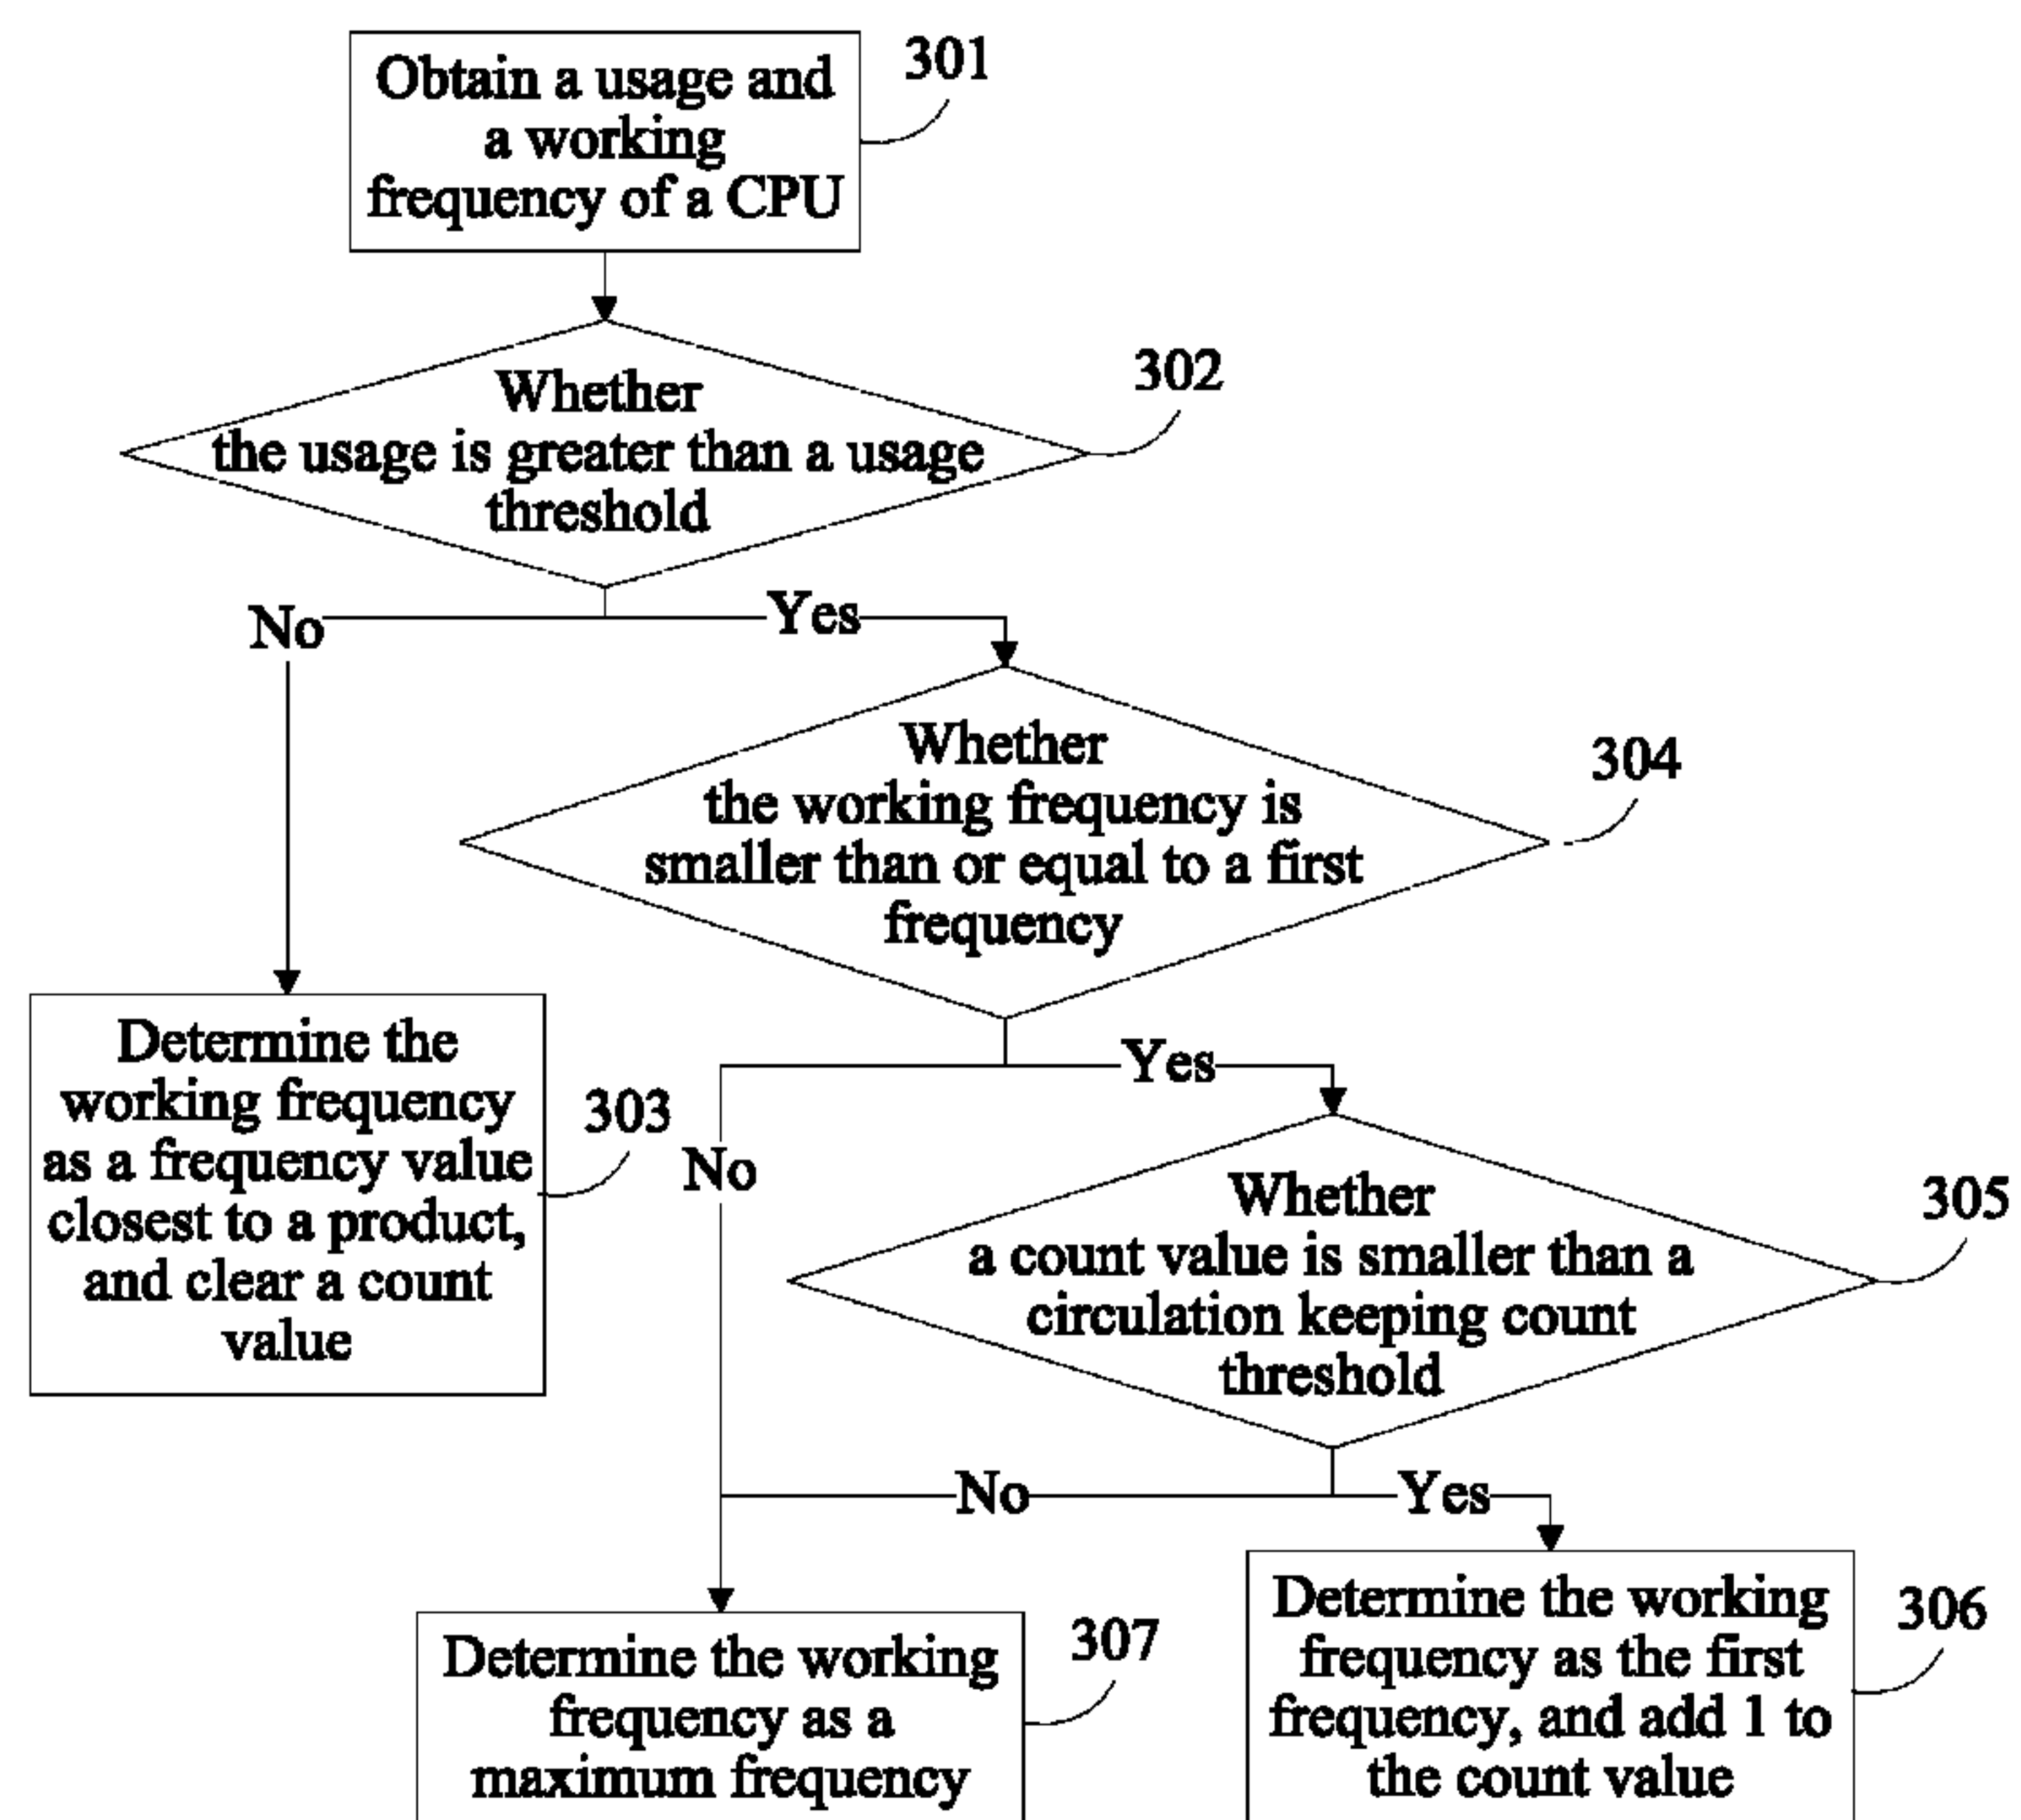 Obtain a usage and
a working
frequency of a CPU
301
Whether
the usage is greater than a usage
threshold
302
No
Yes
Whether
the working frequency is
smaller than or equal to a first
frequency
304
Determine the
working frequency
as a frequency value
closest to a product,
and clear a count
value
303
No
Yes
Whether
a count value is smaller than a
circulation keeping count
threshold
305
No
Yes
Determine the working
frequency as a
maximum frequency
307
Determine the working
frequency as the first
frequency, and add 1 to
the count value
306